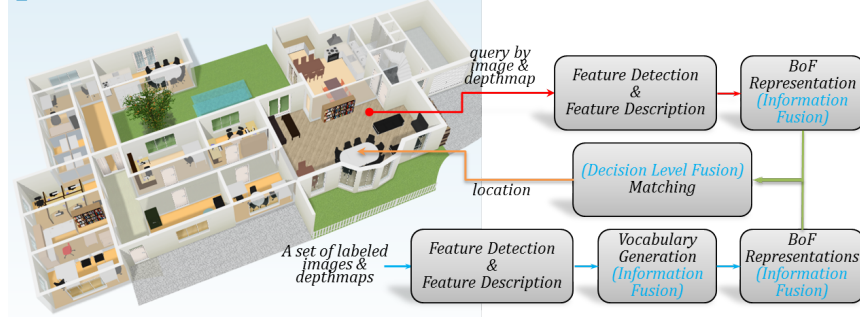 query by
image &
depthmap
Feature Detection
&
Feature Description
BoF
Representation
(Information
Fusion)
(Decision Level Fusion)
Matching
location
A set of labeled
images &
depthmaps
Feature Detection
&
Feature Description
Vocabulary
Generation
(Information
Fusion)
BoF
Representations
(Information
Fusion)